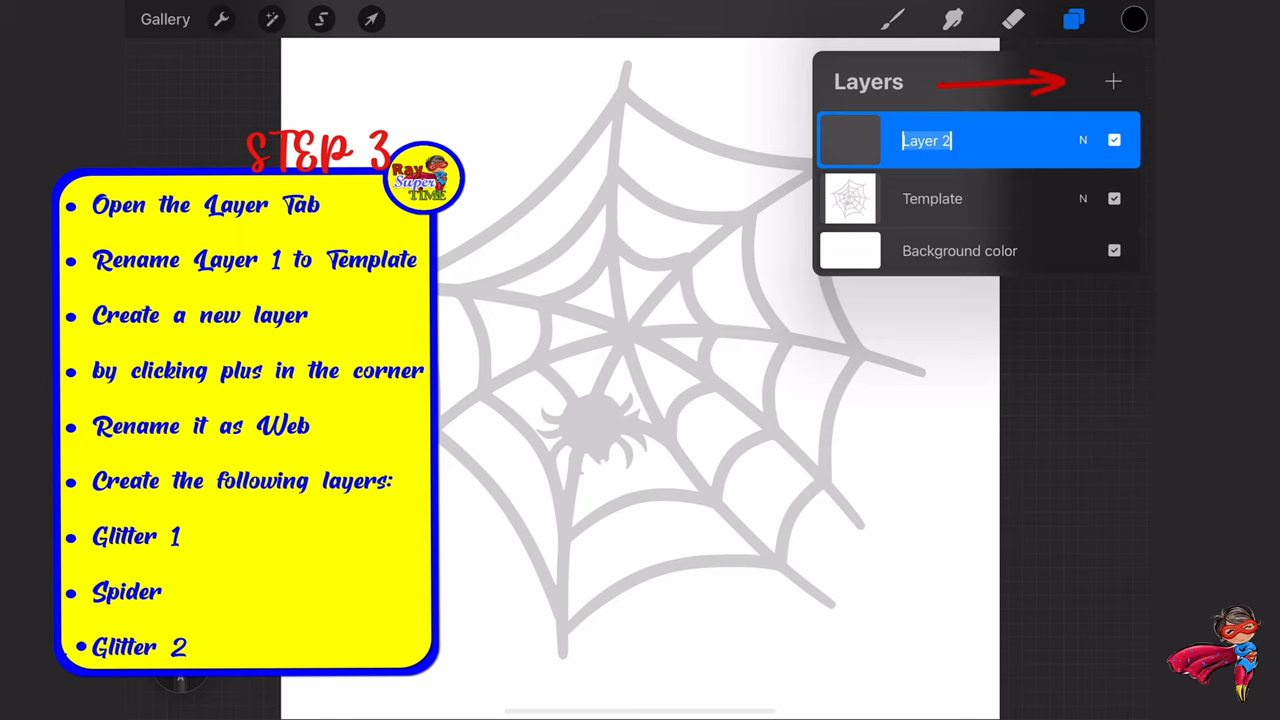 Gallery
Layers
Layer 2
N
Template
N
Background color
STEP 3
Ray
Super
TIME
• Open the Layer Tab
• Rename Layer 1 to Template
• Create a new layer
• by clicking plus in the corner
• Rename it as Web
• Create the following layers:
• Glitter 1
• Spider
• Glitter 2